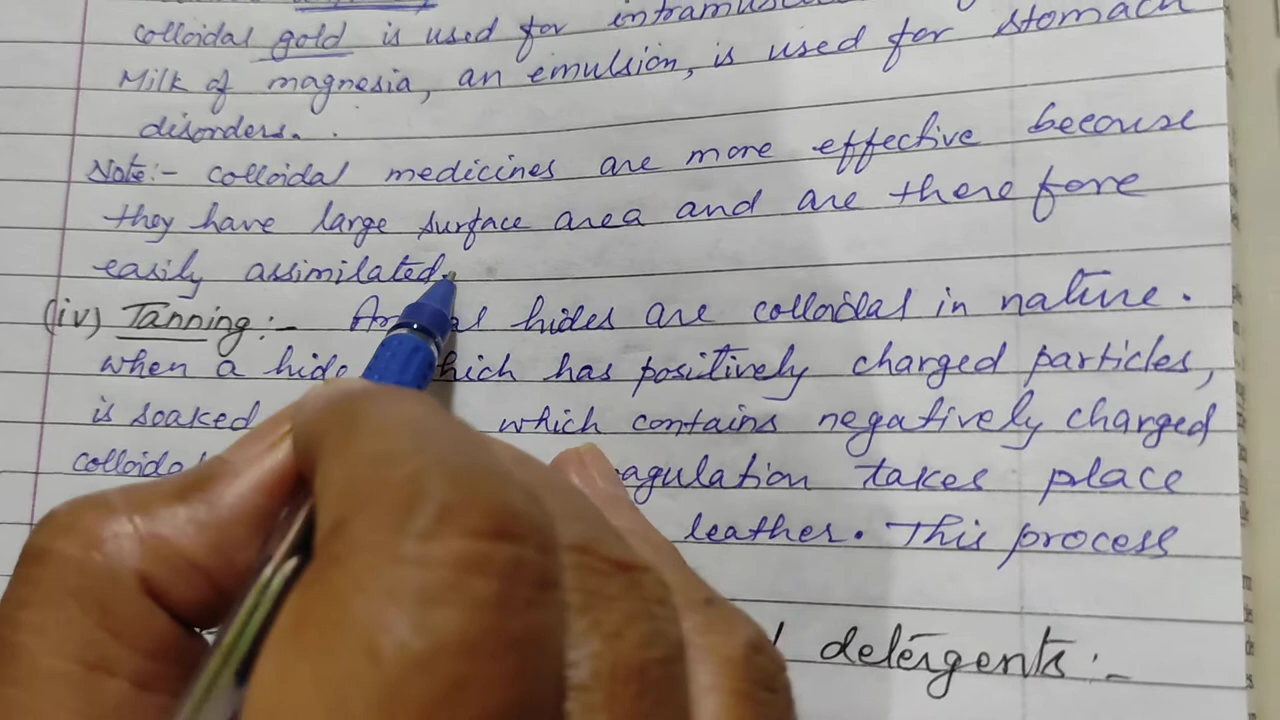 colloidal gold is used for
Milk of magnesia, an emulsion, is used for stomach
disorders.
Note:- colloidal medicines are more effective because
they have large surface area and are therefore
easily assimilated.
(iv) Tanning:- hides are colloidal in nature.
when a hide which has positively charged particles,
is soaked which contains negatively charged
takes place
leather. This process
detergents:-